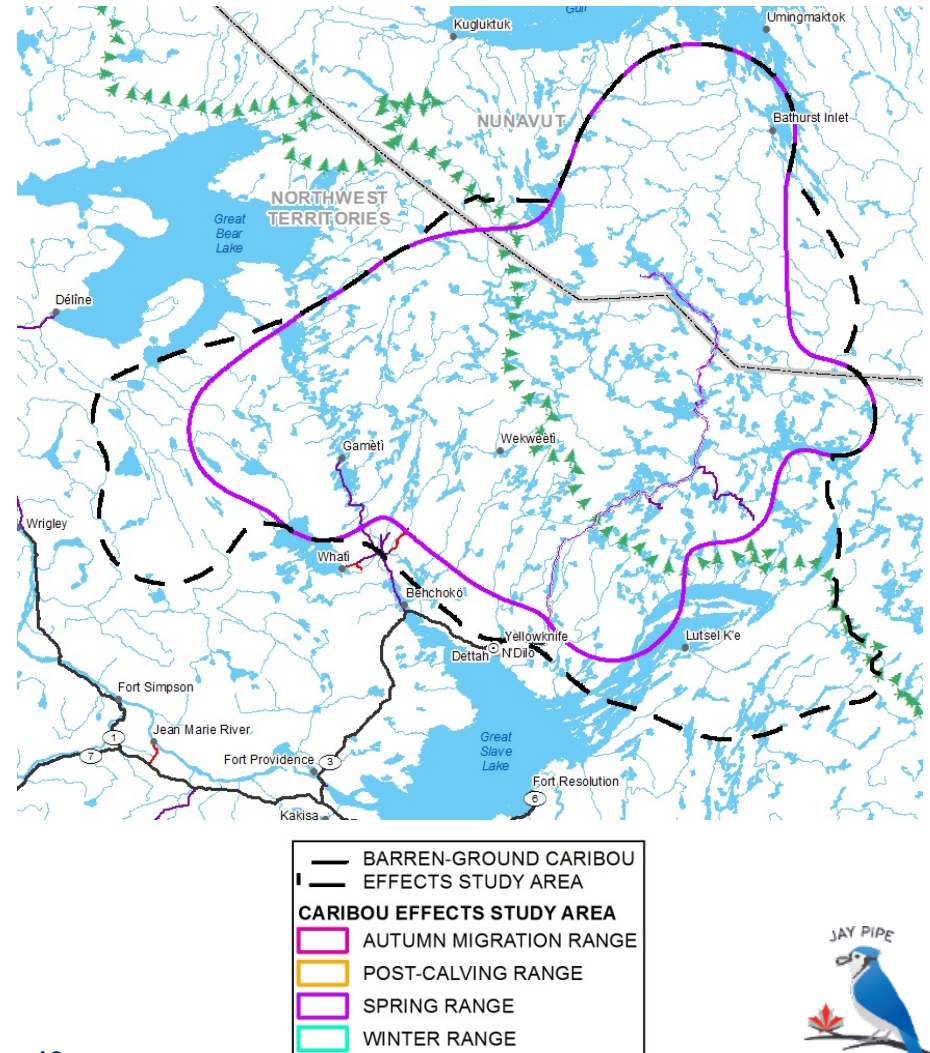 Gulf
Umingmaktok
Kugluktuk
Bathurst Inlet
NUNAVUT
NORTHWEST
TERRITORIES
Great
Bear
Lake
Délîne
Gamètì
Wekweètì
Wrigley
Whatì
Behchokö
Yellowknife
Dettah
N'Dilo
Lutsel K'e
Fort Simpson
1
Jean Marie River
7
Fort Providence
3
Great
Slave
Lake
Fort Resolution
6
Kakisa
BARREN-GROUND CARIBOU
EFFECTS STUDY AREA
CARIBOU EFFECTS STUDY AREA
AUTUMN MIGRATION RANGE
POST-CALVING RANGE
SPRING RANGE
WINTER RANGE
JAY PIPE